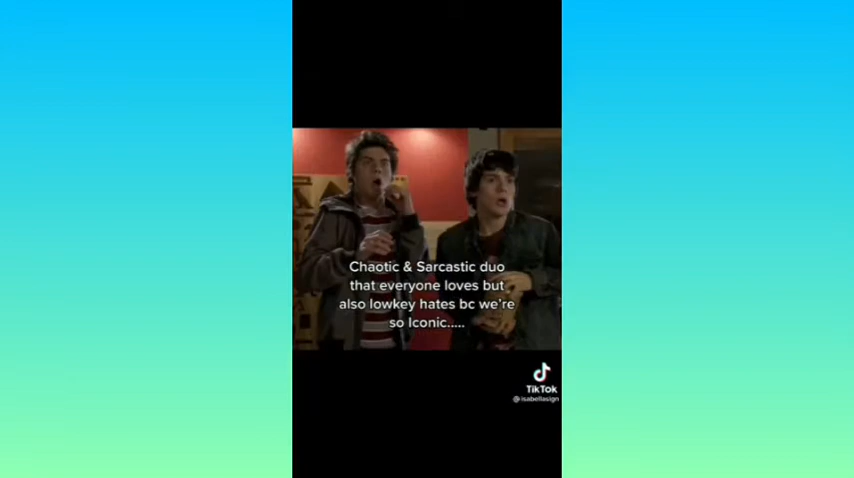 Chaotic & Sarcastic duo
that everyone loves but
also lowkey hates bc we're
so Iconic.....
TikTok
@isabellasign